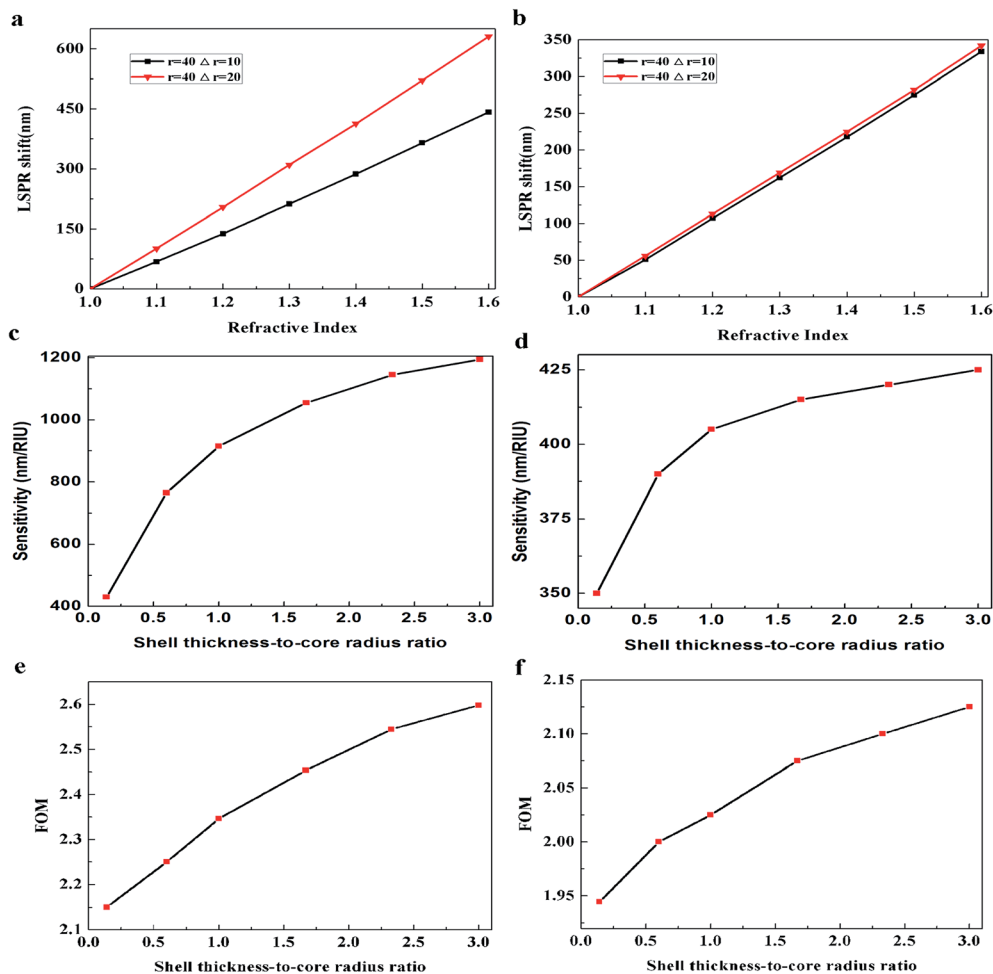 a
600
450
300
150
0
LSPR shift(nm)
r=40 △ r=10
r=40 △ r=20
1.0 1.1 1.2 1.3 1.4 1.5 1.6
Refractive Index
b
350
300
250
200
150
100
50
0
LSPR shift(nm)
r=40 △ r=10
r=40 △ r=20
1.0 1.1 1.2 1.3 1.4 1.5 1.6
Refractive Index
c
1200
1000
800
600
400
Sensitivity (nm/RIU)
0.0 0.5 1.0 1.5 2.0 2.5 3.0
Shell thickness-to-core radius ratio
d
425
400
375
350
Sensitivity (nm/RIU)
0.0 0.5 1.0 1.5 2.0 2.5 3.0
Shell thickness-to-core radius ratio
e
2.6
2.5
2.4
2.3
2.2
2.1
FOM
0.0 0.5 1.0 1.5 2.0 2.5 3.0
Shell thickness-to-core radius ratio
f
2.15
2.10
2.05
2.00
1.95
FOM
0.0 0.5 1.0 1.5 2.0 2.5 3.0
Shell thickness-to-core radius ratio